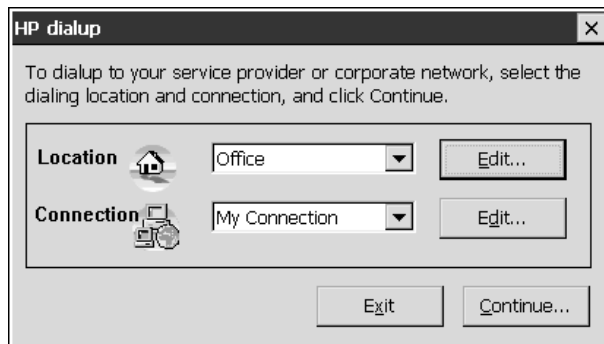 HP dialup
To dialup to your service provider or corporate network, select the
dialing location and connection, and click Continue.
Location Office Edit...
Connection My Connection Edit...
Exit Continue...